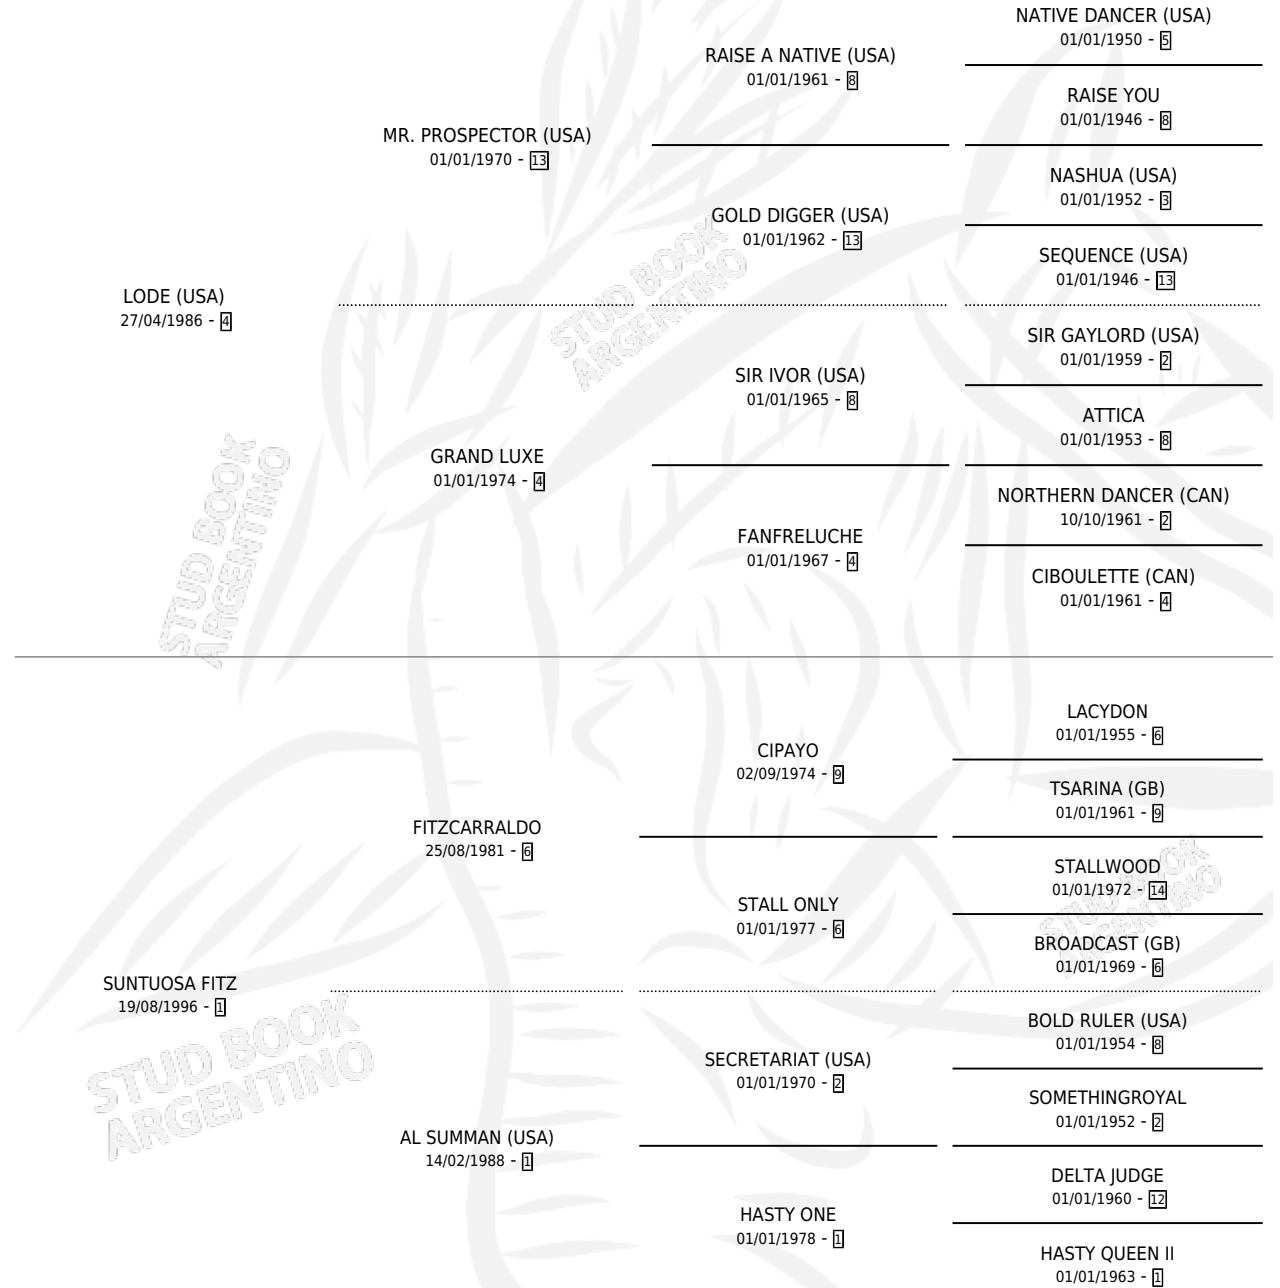 NATIVE DANCER (USA)
01/01/1950 - 5
RAISE A NATIVE (USA)
01/01/1961 - 8
RAISE YOU
01/01/1946 - 8
MR. PROSPECTOR (USA)
01/01/1970 - 13
NASHUA (USA)
01/01/1952 - 3
GOLD DIGGER (USA)
01/01/1962 - 13
SEQUENCE (USA)
01/01/1946 - 13
LODE (USA)
27/04/1986 - 4
SIR GAYLORD (USA)
01/01/1959 - 2
SIR IVOR (USA)
01/01/1965 - 8
ATTICA
01/01/1953 - 8
GRAND LUXE
01/01/1974 - 4
NORTHERN DANCER (CAN)
10/10/1961 - 2
FANFRELUCHE
01/01/1967 - 4
CIBOULETTE (CAN)
01/01/1961 - 4
LACYDON
01/01/1955 - 6
CIPAYO
02/09/1974 - 9
TSARINA (GB)
01/01/1961 - 9
FITZCARRALDO
25/08/1981 - 6
STALLWOOD
01/01/1972 - 14
STALL ONLY
01/01/1977 - 6
BROADCAST (GB)
01/01/1969 - 6
SUNTUOSA FITZ
19/08/1996 - 1
BOLD RULER (USA)
01/01/1954 - 8
SECRETARIAT (USA)
01/01/1970 - 2
SOMETHINGROYAL
01/01/1952 - 2
AL SUMMAN (USA)
14/02/1988 - 1
DELTA JUDGE
01/01/1960 - 12
HASTY ONE
01/01/1978 - 1
HASTY QUEEN II
01/01/1963 - 1
STUD BOOK
ARGENTINO
STUD BOOK
ARGENTINO
STUD BOOK
ARGENTINO
STUD BOOK
ARGENTINO